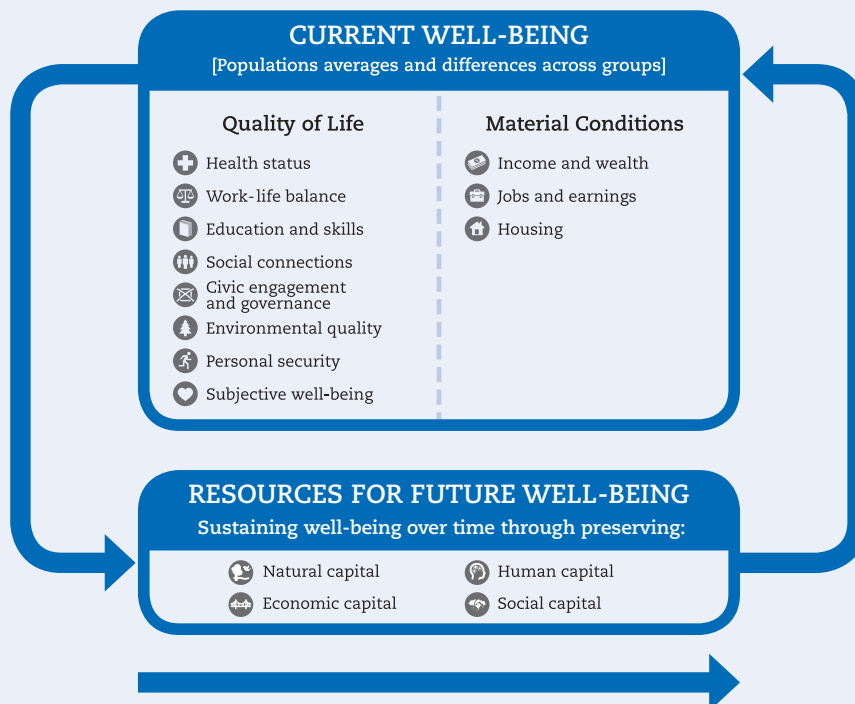 CURRENT WELL-BEING
[Populations averages and differences across groups]
Quality of Life
Health status
Work-life balance
Education and skills
Social connections
Civic engagement
and governance
Environmental quality
Personal security
Subjective well-being
Material Conditions
Income and wealth
Jobs and earnings
Housing
RESOURCES FOR FUTURE WELL-BEING
Sustaining well-being over time through preserving:
Natural capital
Human capital
Economic capital
Social capital